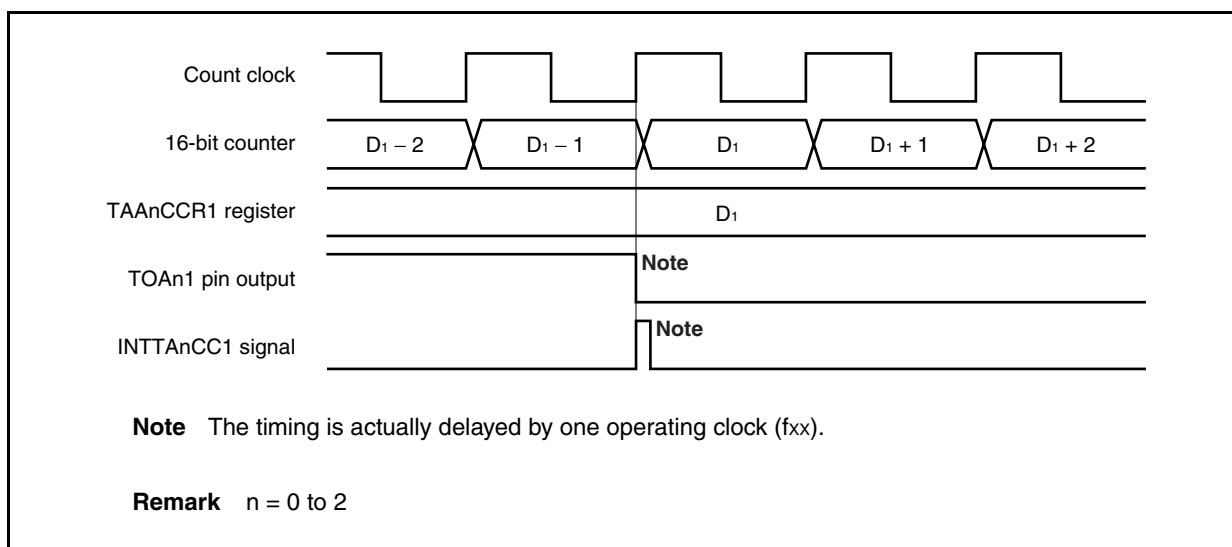 Count clock
16-bit counter
D1 − 2 D1 − 1 D1 D1 + 1 D1 + 2
TAAnCCR1 register
D1
TOAn1 pin output
Note
INTTAnCC1 signal
Note
Note The timing is actually delayed by one operating clock (fxx).
Remark n = 0 to 2